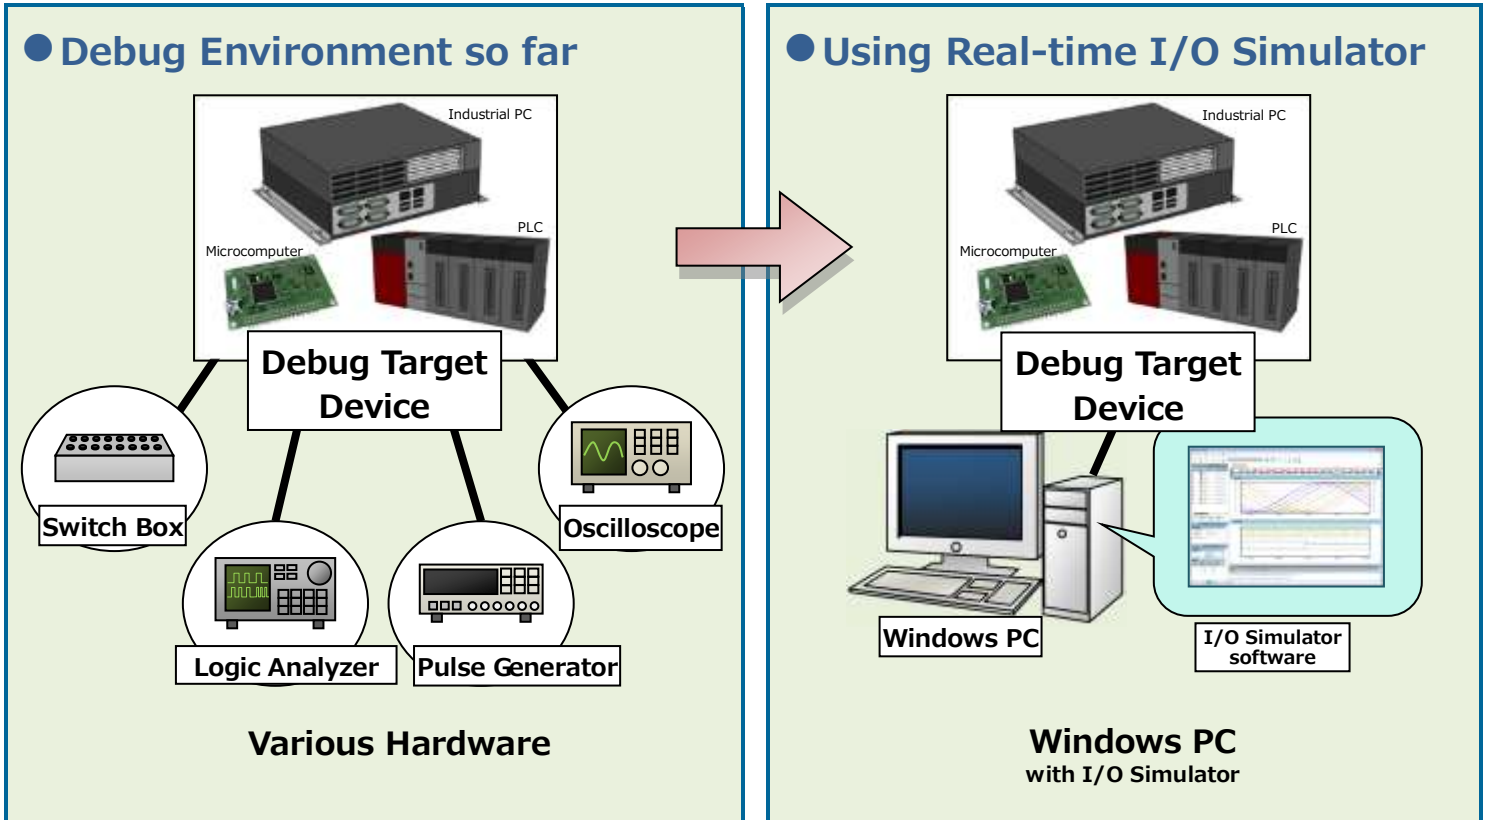 ● Debug Environment so far
Industrial PC
PLC
Microcomputer
Debug Target
Device
Switch Box
Oscilloscope
Logic Analyzer
Pulse Generator
Various Hardware
● Using Real-time I/O Simulator
Industrial PC
PLC
Microcomputer
Debug Target
Device
Windows PC
I/O Simulator
software
Windows PC
with I/O Simulator